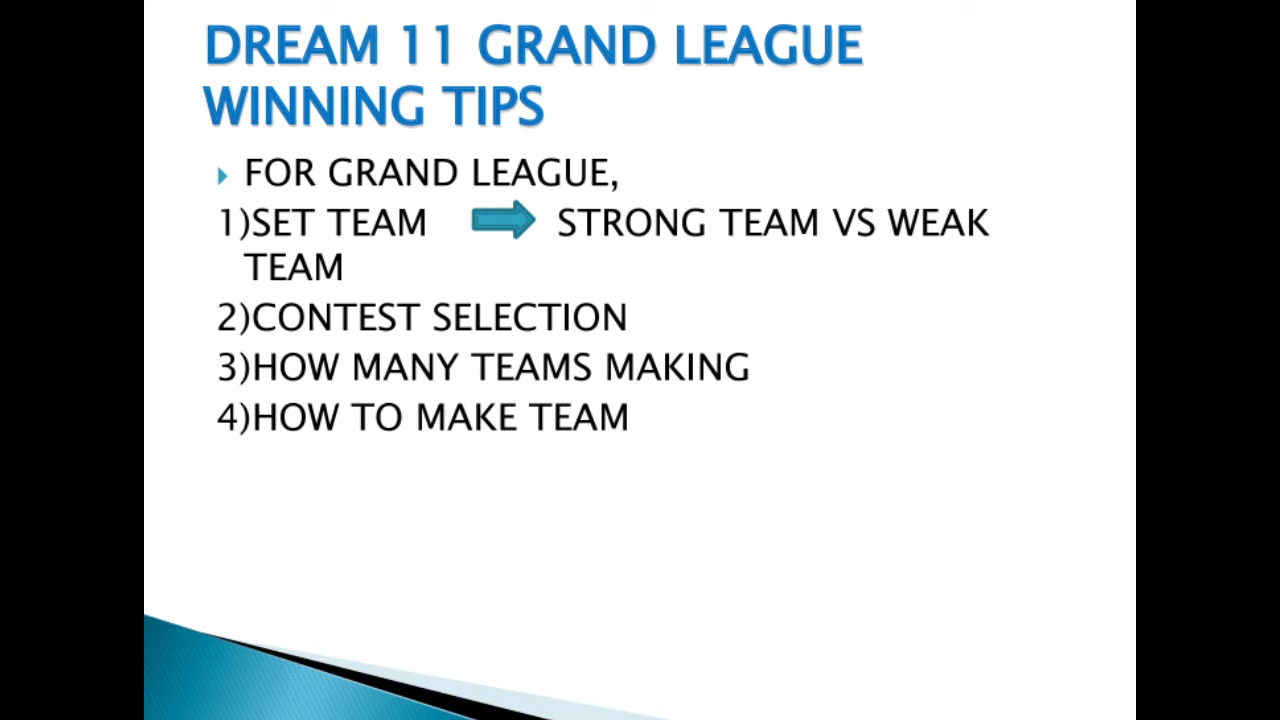 DREAM 11 GRAND LEAGUE
WINNING TIPS
FOR GRAND LEAGUE,
1)SET TEAM STRONG TEAM VS WEAK
TEAM
2)CONTEST SELECTION
3)HOW MANY TEAMS MAKING
4)HOW TO MAKE TEAM